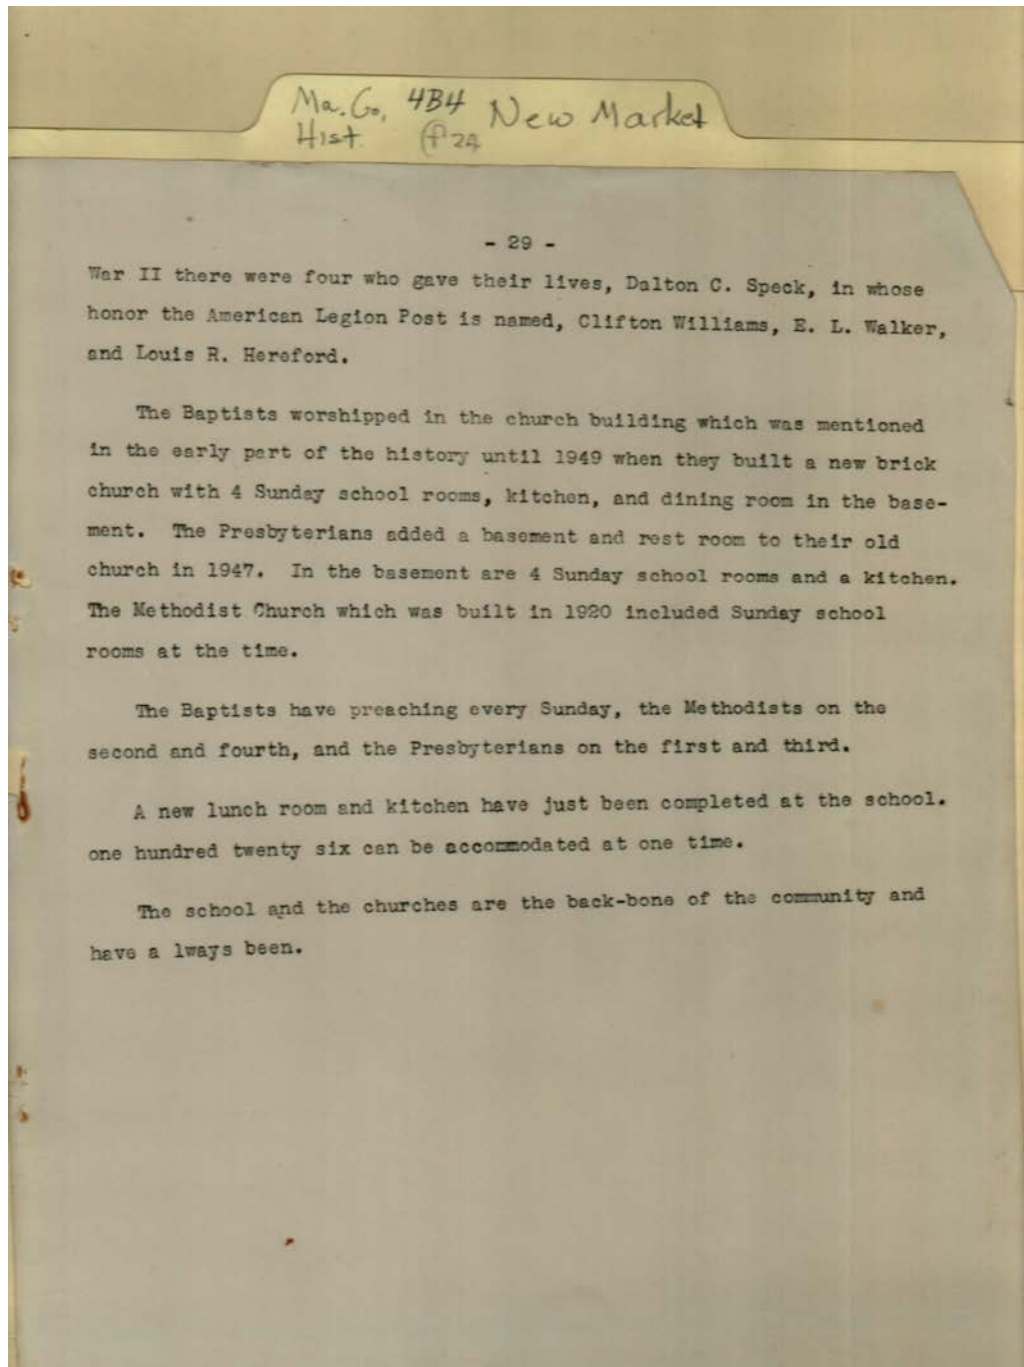 Ma. Co, 4B4 New Market
Hist. f 24
- 29 -
War II there were four who gave their lives, Dalton C. Speck, in whose
honor the American Legion Post is named, Clifton Williams, E. L. Walker,
and Louis R. Hereford.
The Baptists worshipped in the church building which was mentioned
in the early part of the history until 1949 when they built a new brick
church with 4 Sunday school rooms, kitchen, and dining room in the base-
ment. The Presbyterians added a basement and rest room to their old
church in 1947. In the basement are 4 Sunday school rooms and a kitchen.
The Methodist Church which was built in 1920 included Sunday school
rooms at the time.
The Baptists have preaching every Sunday, the Methodists on the
second and fourth, and the Presbyterians on the first and third.
A new lunch room and kitchen have just been completed at the school.
one hundred twenty six can be accommodated at one time.
The school and the churches are the back-bone of the community and
have a lways been.